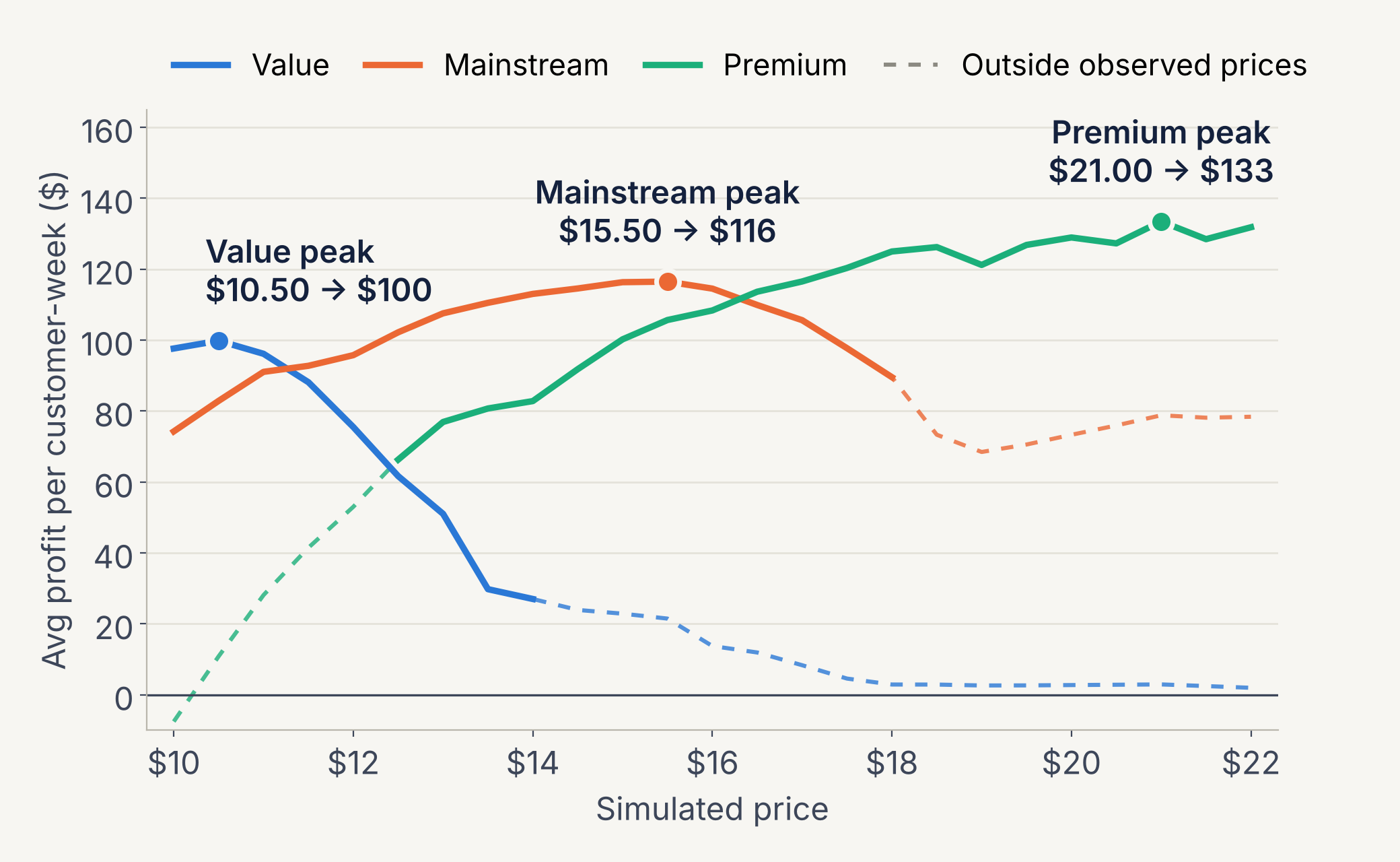 Value Mainstream Premium Outside observed prices
Premium peak
$21.00 → $133
Mainstream peak
$15.50 → $116
Value peak
$10.50 → $100
Avg profit per customer-week ($)
160
140
120
100
80
60
40
20
0
$10 $12 $14 $16 $18 $20 $22
Simulated price